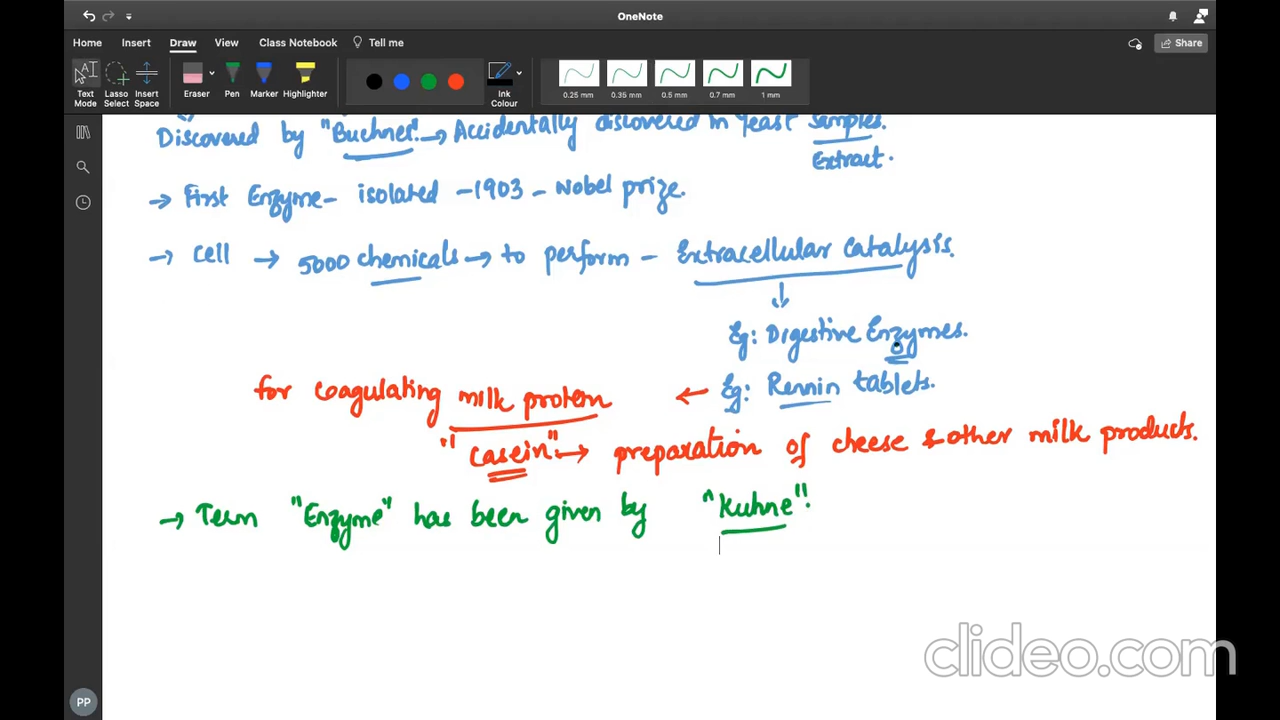 OneNote
Home Insert Draw View Class Notebook Tell me Share
Text Mode Lasso Select Insert Space Eraser Pen Marker Highlighter Ink Colour 0.25 mm 0.35 mm 0.5 mm 0.7 mm 1 mm
Discovered by "Buchner". → Accidentally discovered in yeast samples.
Extract.
→ First Enzyme - isolated - 1903 - Nobel prize.
→ Cell → 5000 chemicals → to perform - Extracellular catalysis.
↓
Eg: Digestive Enzymes.
for coagulating milk protein ← Eg: Rennin tablets.
"casein" → preparation of cheese & other milk products.
→ Term "Enzyme" has been given by "Kuhne".
clideo.com
PP